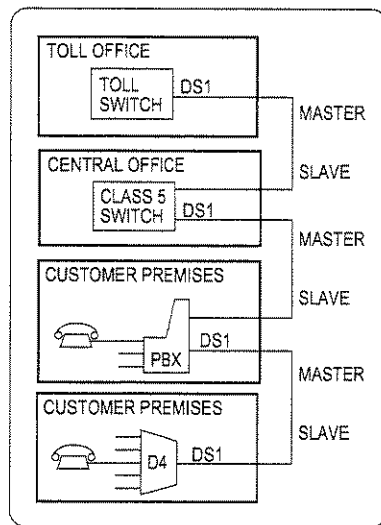 TOLL OFFICE
TOLL
SWITCH
DS1
MASTER
SLAVE
CENTRAL OFFICE
CLASS 5
SWITCH
DS1
MASTER
SLAVE
CUSTOMER PREMISES
PBX
DS1
MASTER
SLAVE
CUSTOMER PREMISES
D4
DS1